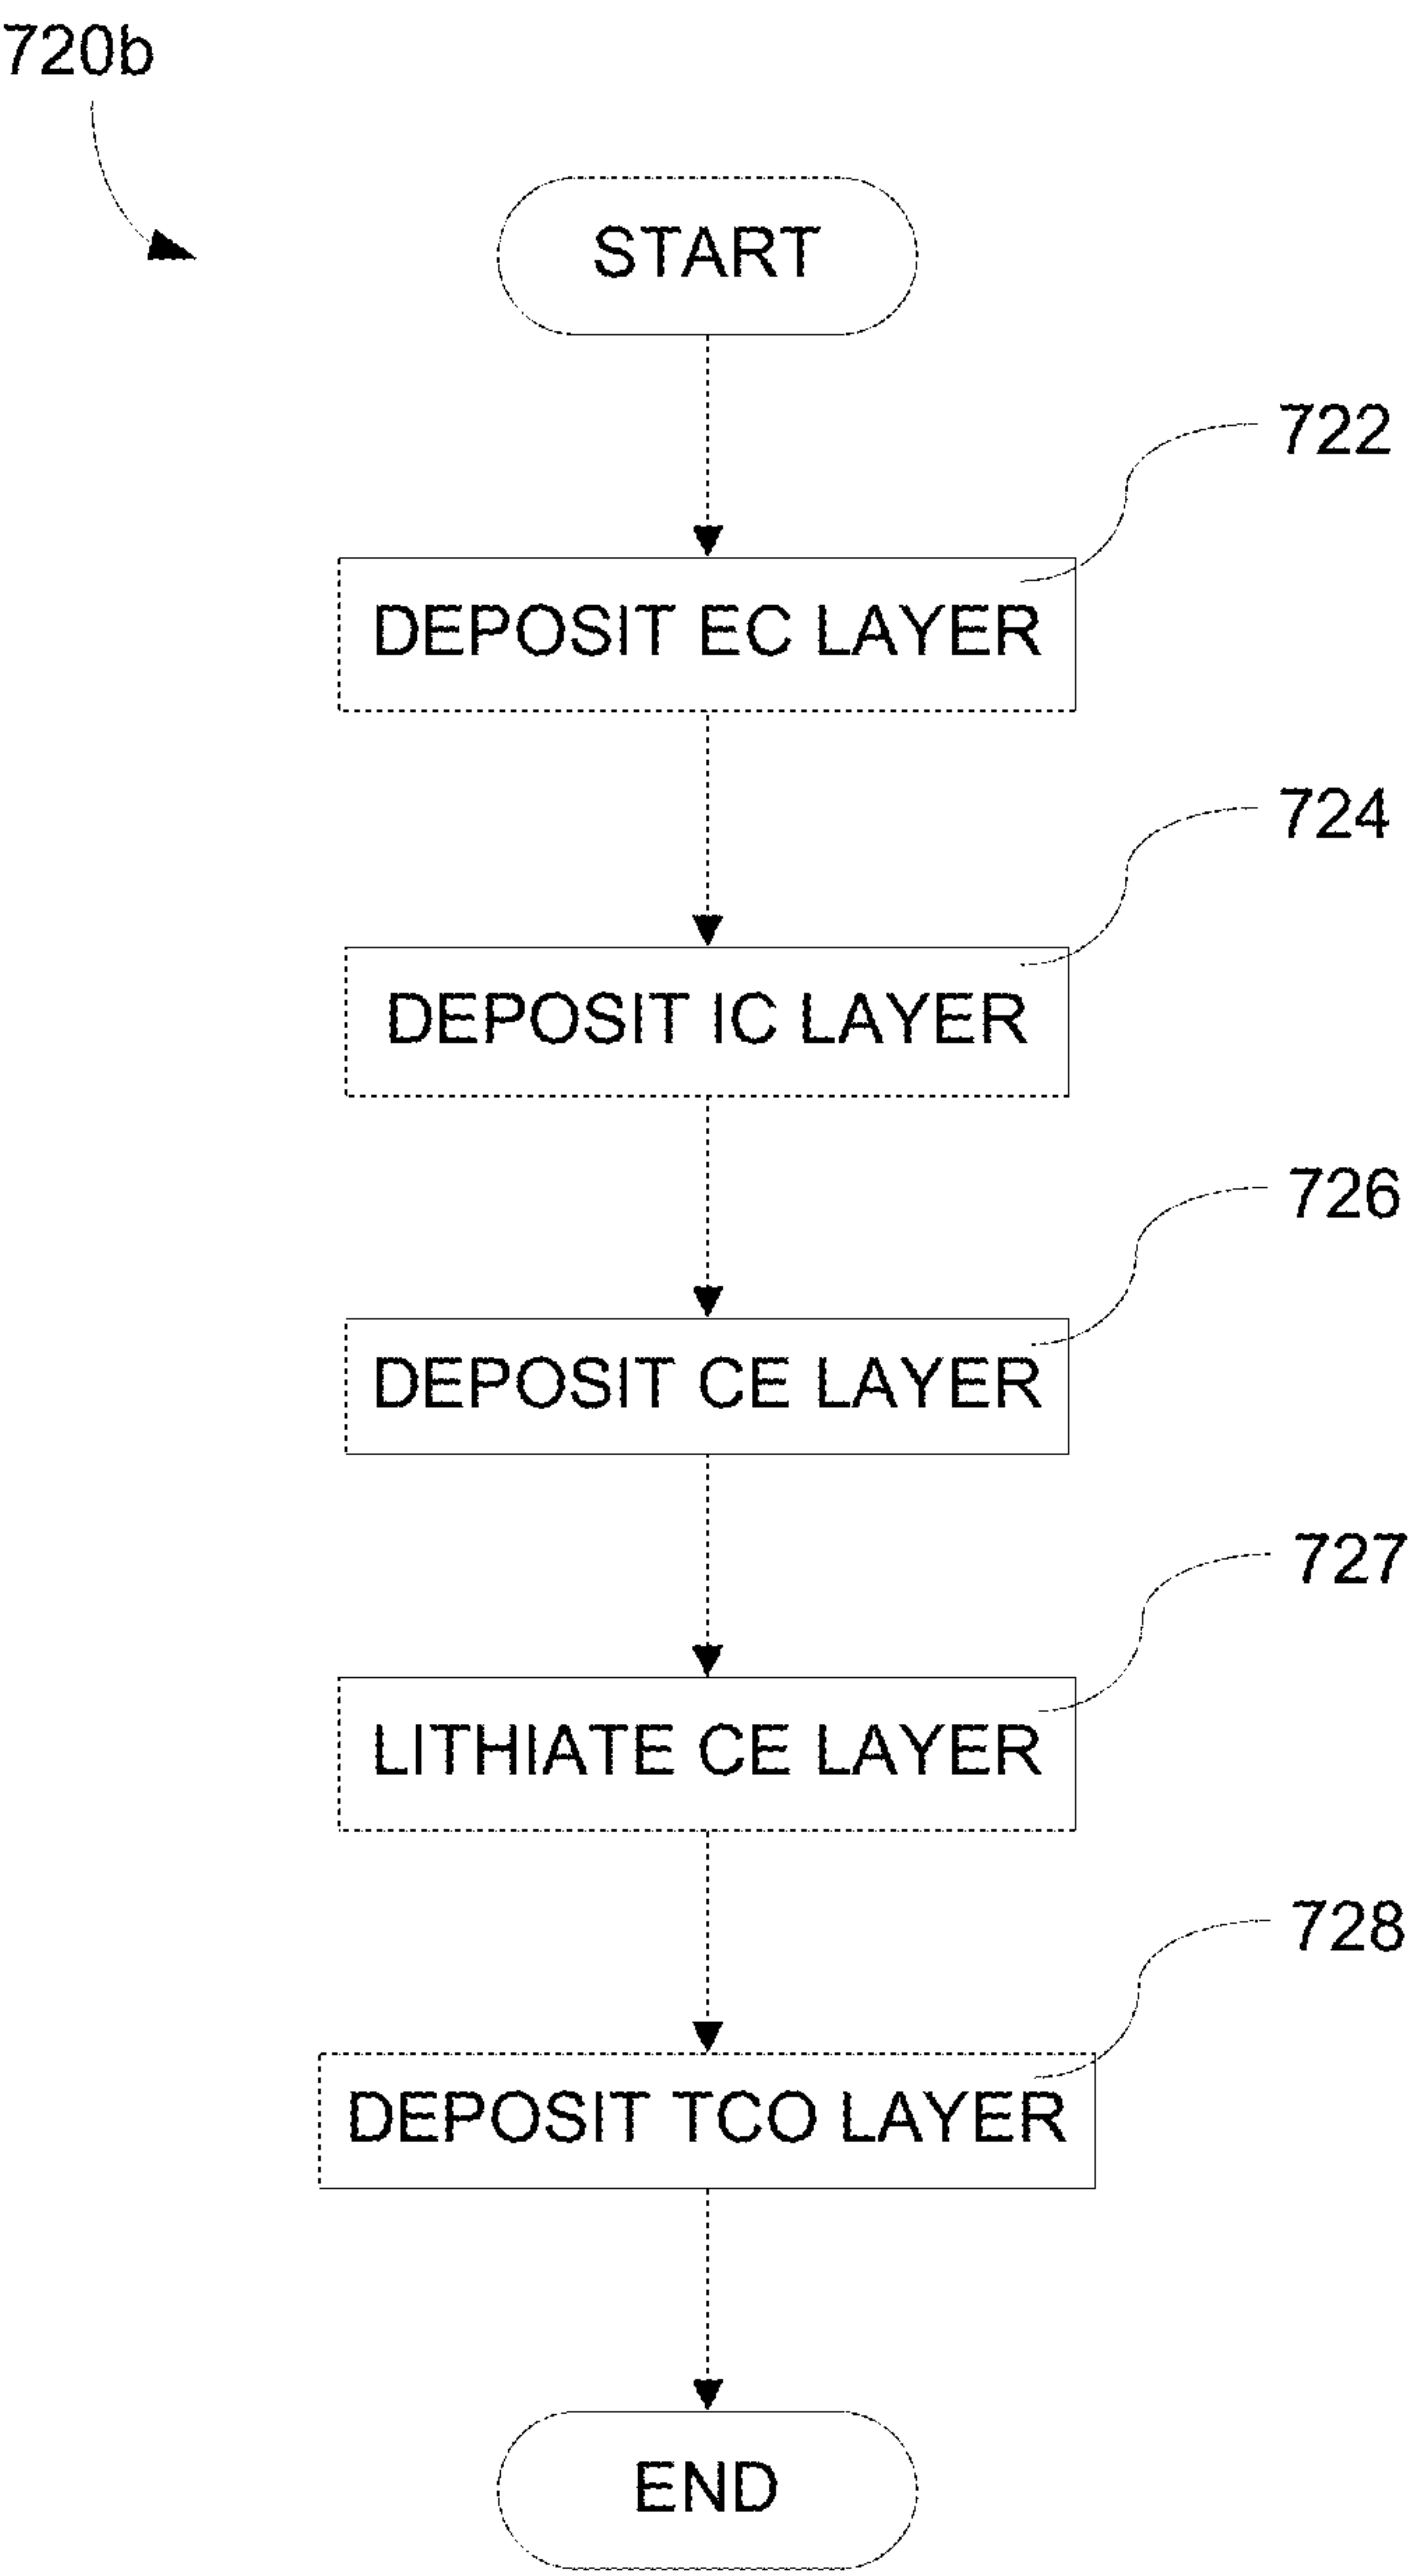 720b
START
722
DEPOSIT EC LAYER
724
DEPOSIT IC LAYER
726
DEPOSIT CE LAYER
727
LITHIATE CE LAYER
728
DEPOSIT TCO LAYER
END